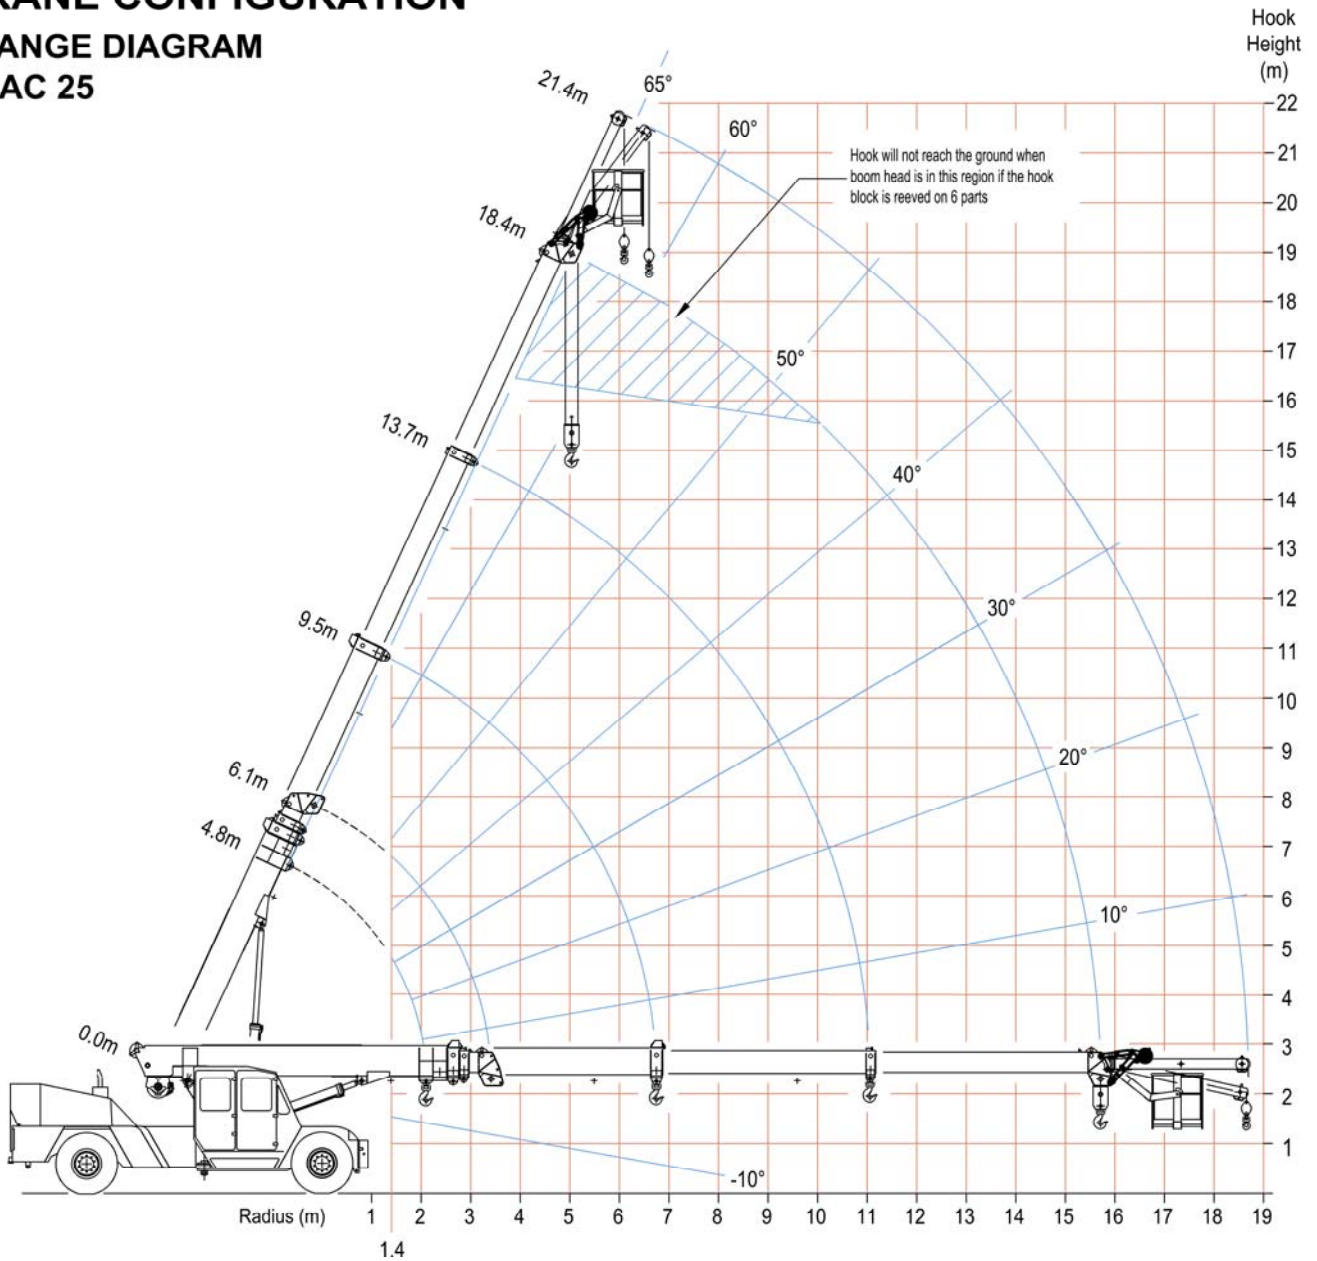 RANE CONFIGURATION
ANGE DIAGRAM
AC 25
Hook
Height
(m)
21.4m
65°
60°
Hook will not reach the ground when
boom head is in this region if the hook
block is reeved on 6 parts
18.4m
50°
13.7m
40°
9.5m
30°
6.1m
20°
4.8m
10°
0.0m
-10°
22
21
20
19
18
17
16
15
14
13
12
11
10
9
8
7
6
5
4
3
2
1
Radius (m) 1 2 3 4 5 6 7 8 9 10 11 12 13 14 15 16 17 18 19
1.4